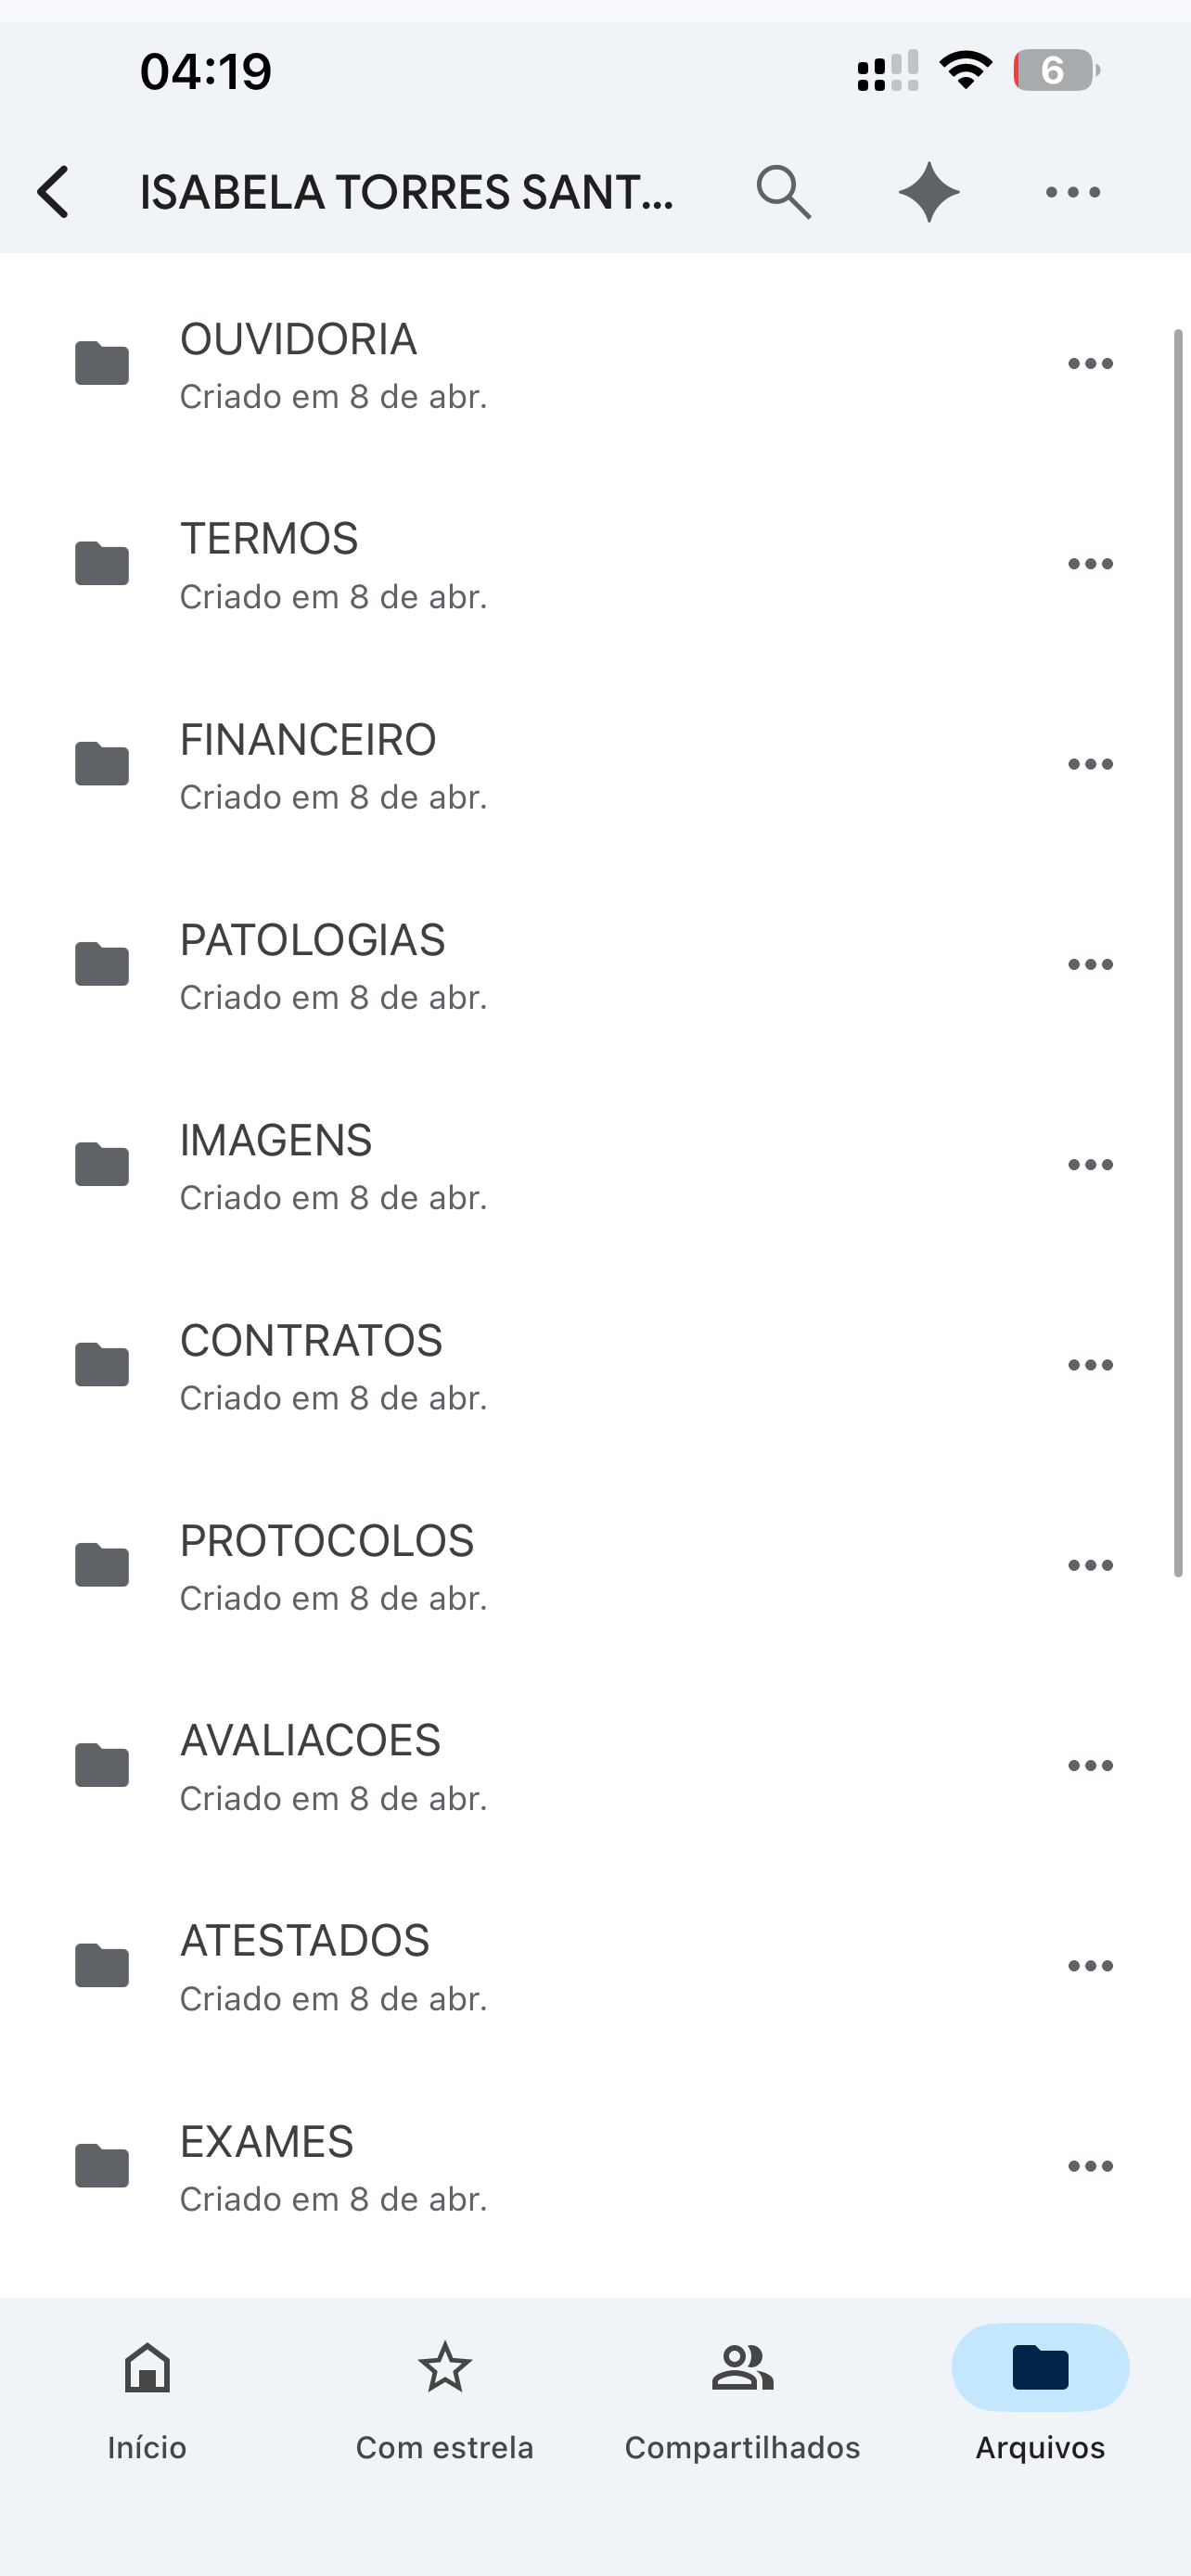 04:19
6
ISABELA TORRES SANT...
OUVIDORIA
Criado em 8 de abr.
TERMOS
Criado em 8 de abr.
FINANCEIRO
Criado em 8 de abr.
PATOLOGIAS
Criado em 8 de abr.
IMAGENS
Criado em 8 de abr.
CONTRATOS
Criado em 8 de abr.
PROTOCOLOS
Criado em 8 de abr.
AVALIACOES
Criado em 8 de abr.
ATESTADOS
Criado em 8 de abr.
EXAMES
Criado em 8 de abr.
Início
Com estrela
Compartilhados
Arquivos